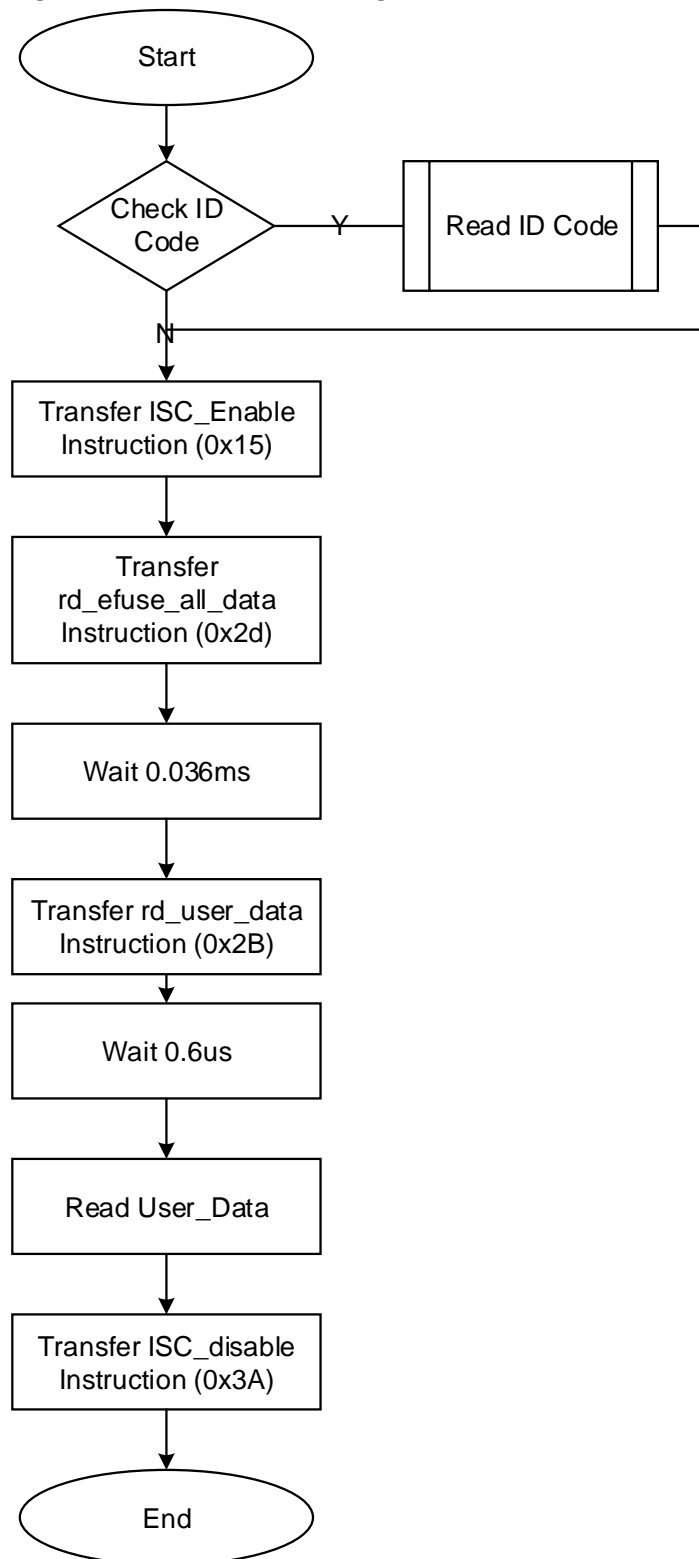 Start
Check ID
Code
Y
Read ID Code
N
Transfer ISC_Enable
Instruction (0x15)
Transfer
rd_efuse_all_data
Instruction (0x2d)
Wait 0.036ms
Transfer rd_user_data
Instruction (0x2B)
Wait 0.6us
Read User_Data
Transfer ISC_disable
Instruction (0x3A)
End